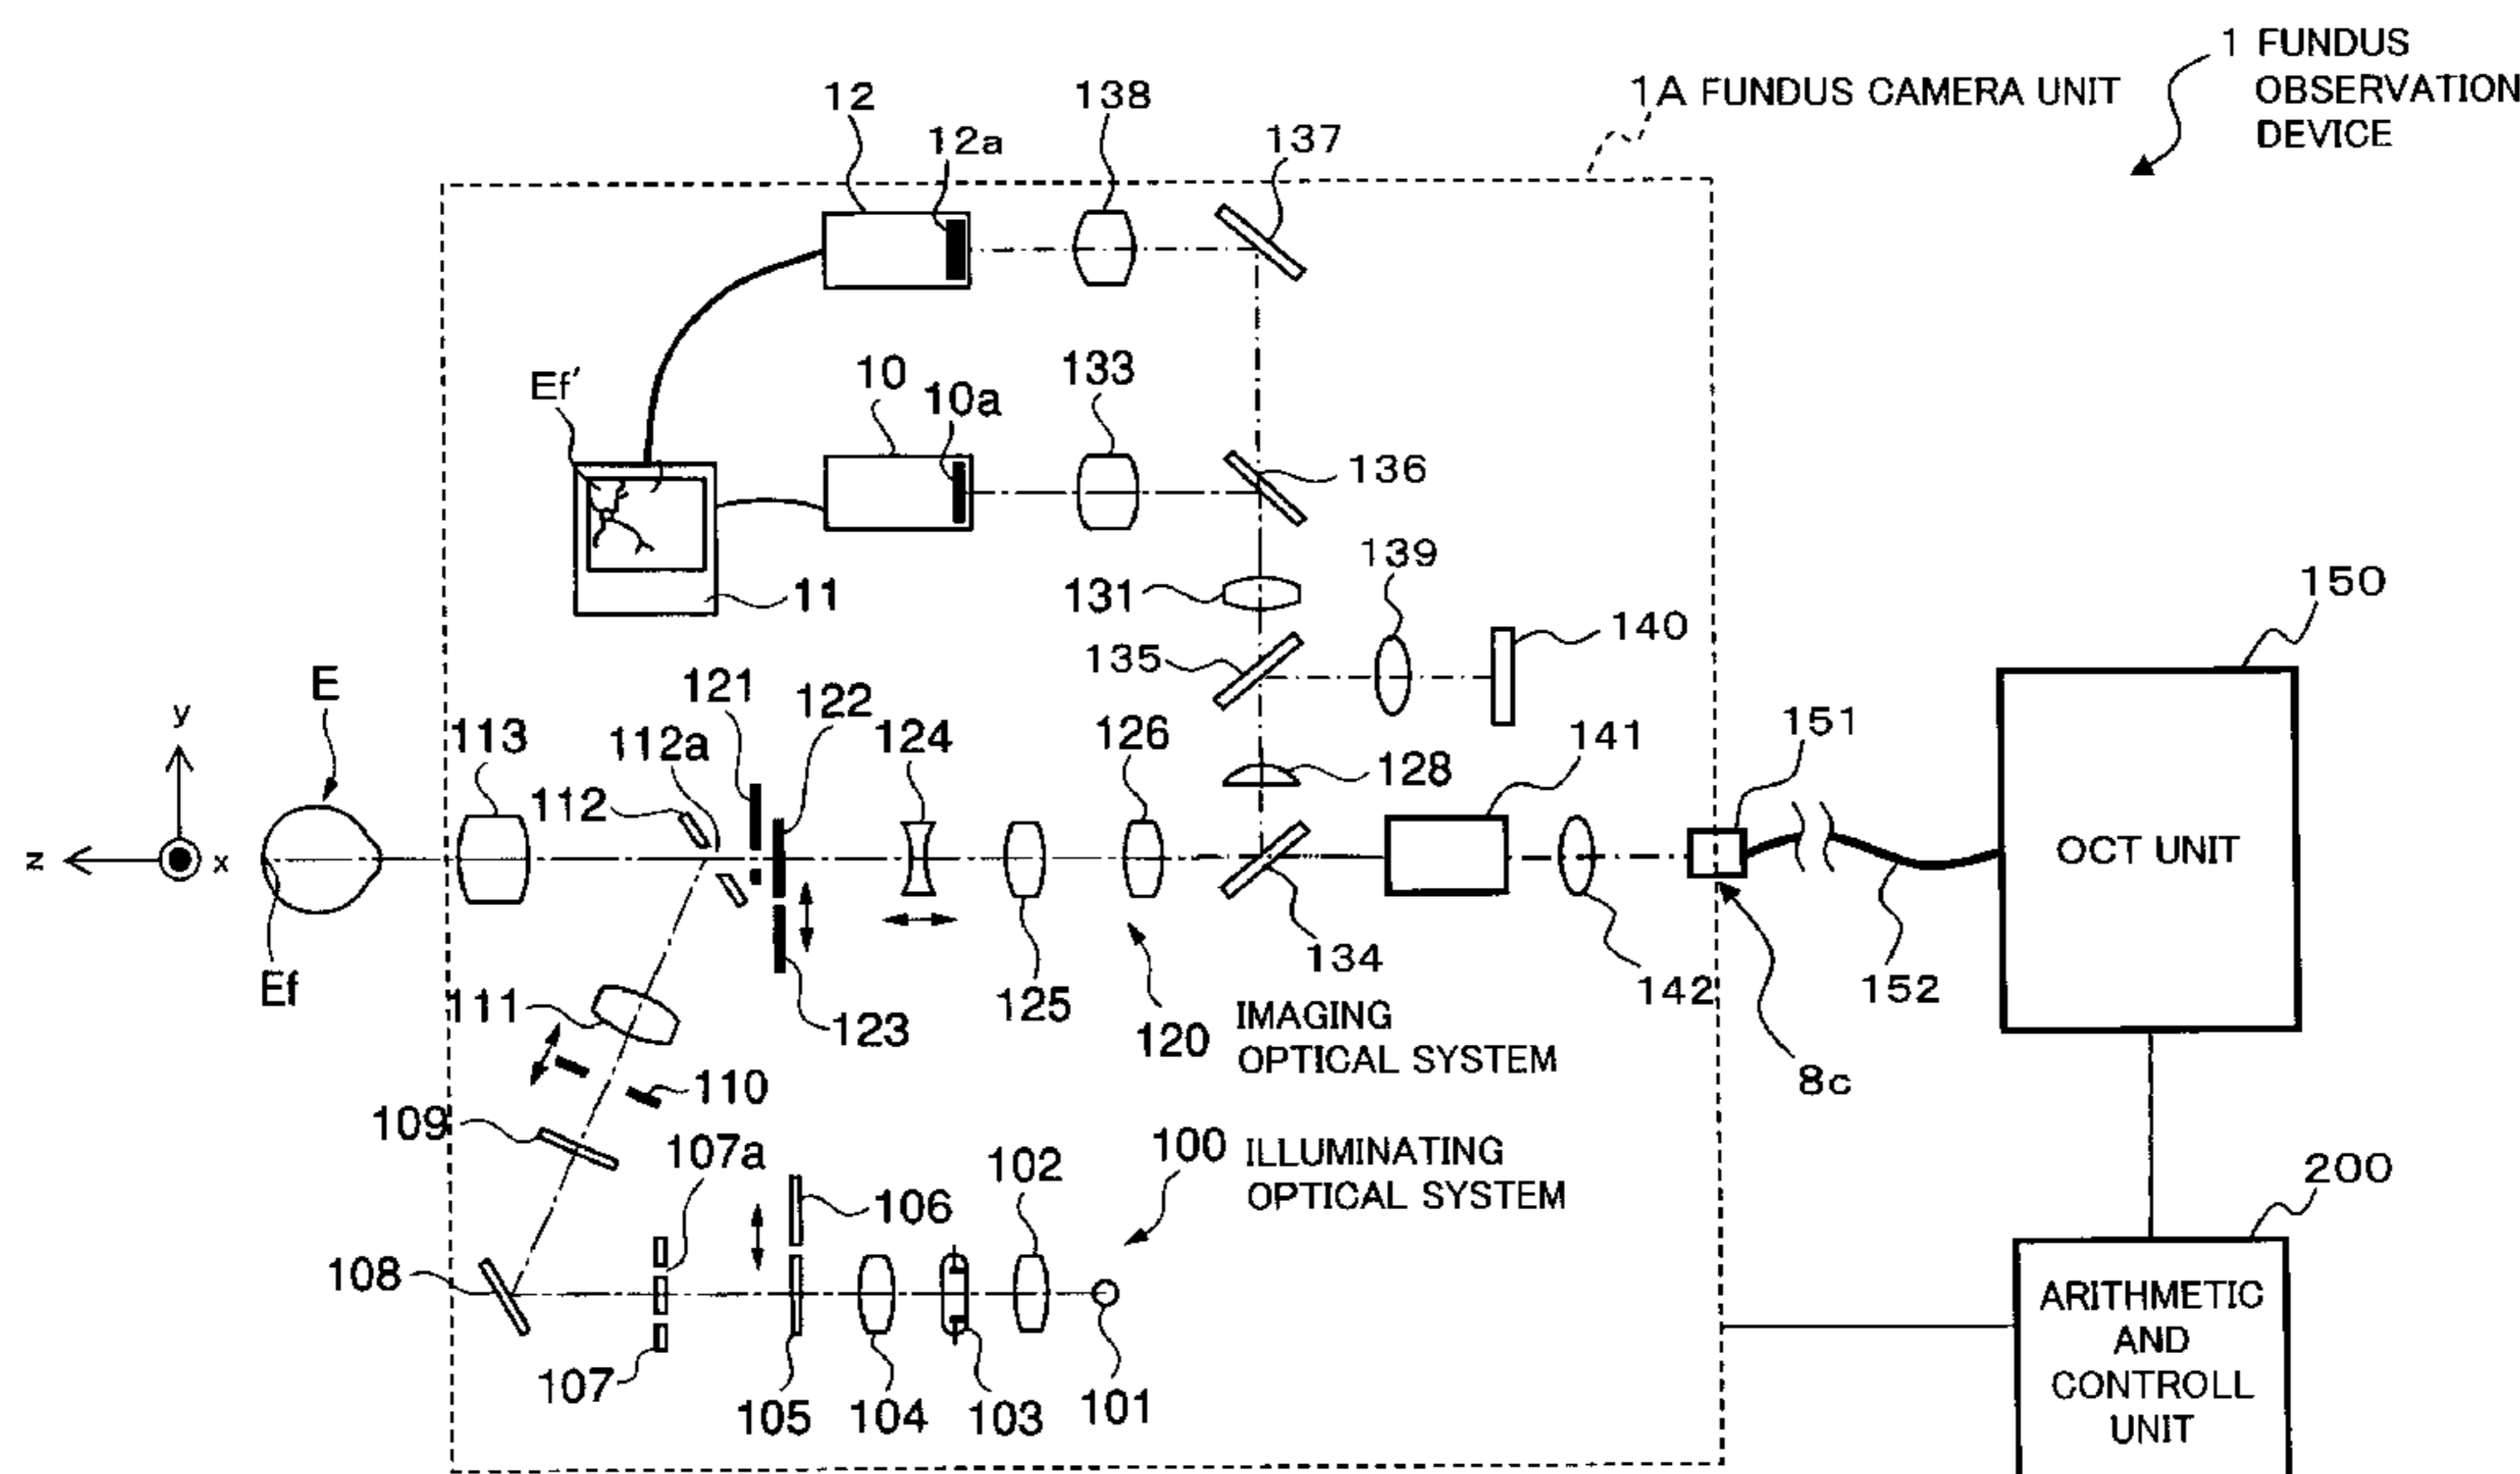 1 FUNDUS
OBSERVATION
DEVICE
1A FUNDUS CAMERA UNIT
12
138
12a
137
Ef'
10
10a
133
136
139
131
11
135
140
150
E
y
113
112a
121
122
124
126
128
141
151
112
z
x
OCT UNIT
Ef
111
125
134
142
152
123
120
IMAGING
OPTICAL SYSTEM
8c
110
109
107a
106
102
100
ILLUMINATING
OPTICAL SYSTEM
200
108
107
105
104
103
101
ARITHMETIC
AND
CONTROLL
UNIT